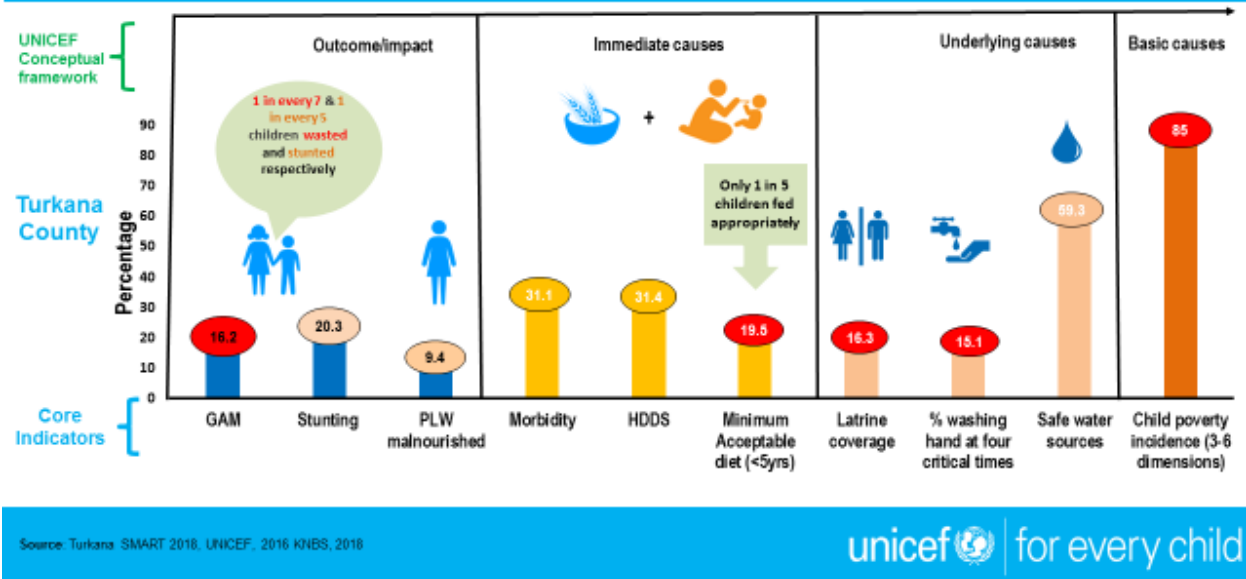 UNICEF
Conceptual
framework
Outcome/impact
Immediate causes
Underlying causes
Basic causes
1 in every 7 & 1
in every 5
children wasted
and stunted
respectively
+
Only 1 in 5
children fed
appropriately
Turkana
County
Percentage
90
80
70
60
50
40
30
20
10
0
16.2
20.3
9.4
31.1
31.4
19.5
16.3
15.1
59.3
85
Core
Indicators
GAM
Stunting
PLW
malnourished
Morbidity
HDDS
Minimum
Acceptable
diet (<5yrs)
Latrine
coverage
% washing
hand at four
critical times
Safe water
sources
Child poverty
incidence (3-6
dimensions)
Source: Turkana SMART 2018, UNICEF, 2016 KNBS, 2018
unicef for every child